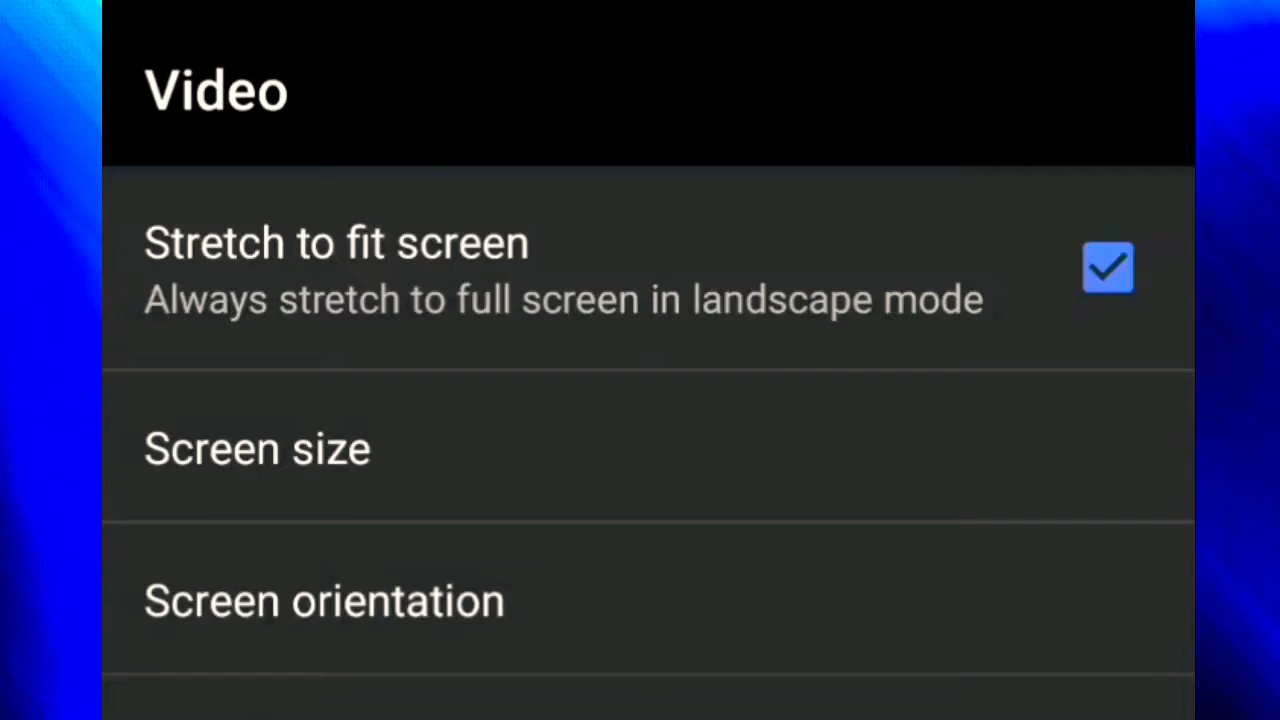 Video
Stretch to fit screen
Always stretch to full screen in landscape mode
Screen size
Screen orientation